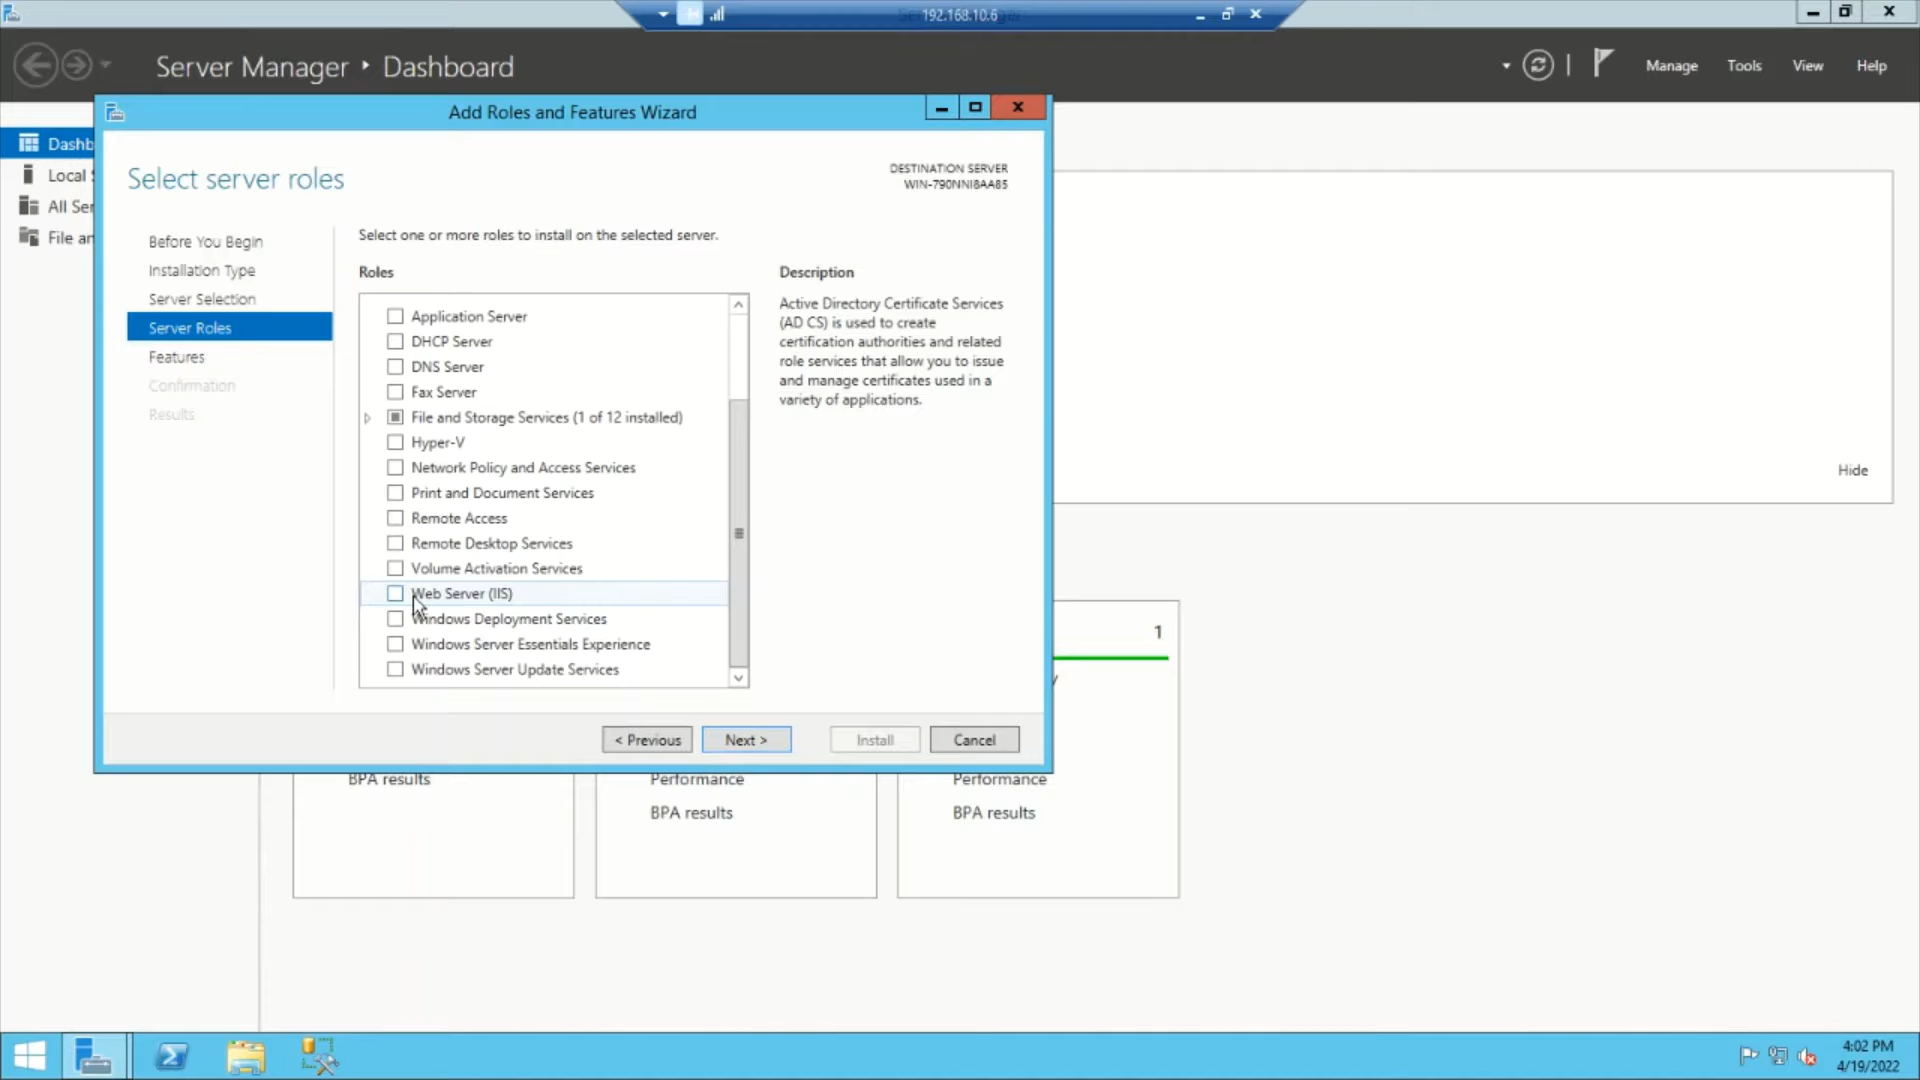 192.168.10.6
Server Manager ‣ Dashboard
Manage
Tools
View
Help
Add Roles and Features Wizard
Dashb
Local
All Ser
File an
Select server roles
DESTINATION SERVER
WIN-790NNI8AA85
Before You Begin
Installation Type
Server Selection
Server Roles
Features
Confirmation
Results
Select one or more roles to install on the selected server.
Roles
Application Server
DHCP Server
DNS Server
Fax Server
File and Storage Services (1 of 12 installed)
Hyper-V
Network Policy and Access Services
Print and Document Services
Remote Access
Remote Desktop Services
Volume Activation Services
Web Server (IIS)
Windows Deployment Services
Windows Server Essentials Experience
Windows Server Update Services
Description
Active Directory Certificate Services
(AD CS) is used to create
certification authorities and related
role services that allow you to issue
and manage certificates used in a
variety of applications.
< Previous
Next >
Install
Cancel
Hide
1
BPA results
Performance
BPA results
Performance
BPA results
4:02 PM
4/19/2022